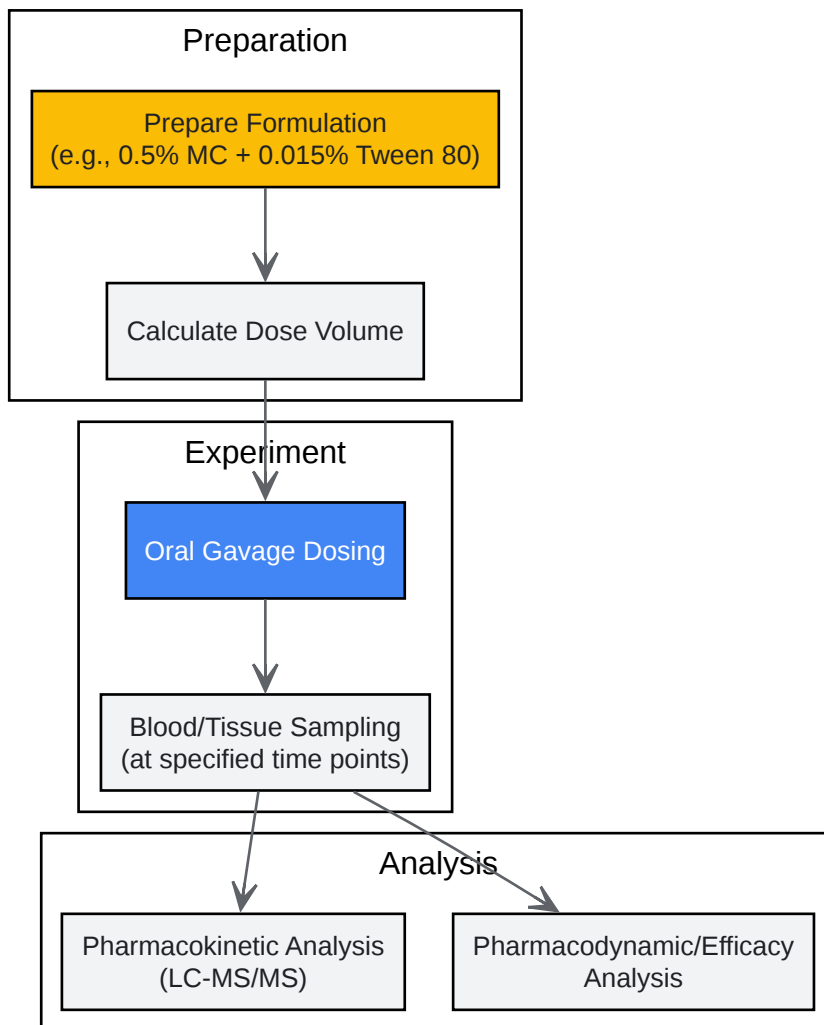 Preparation
Prepare Formulation
(e.g., 0.5% MC + 0.015% Tween 80)
Calculate Dose Volume
Experiment
Oral Gavage Dosing
Blood/Tissue Sampling
(at specified time points)
Analysis
Pharmacokinetic Analysis
(LC-MS/MS)
Pharmacodynamic/Efficacy
Analysis